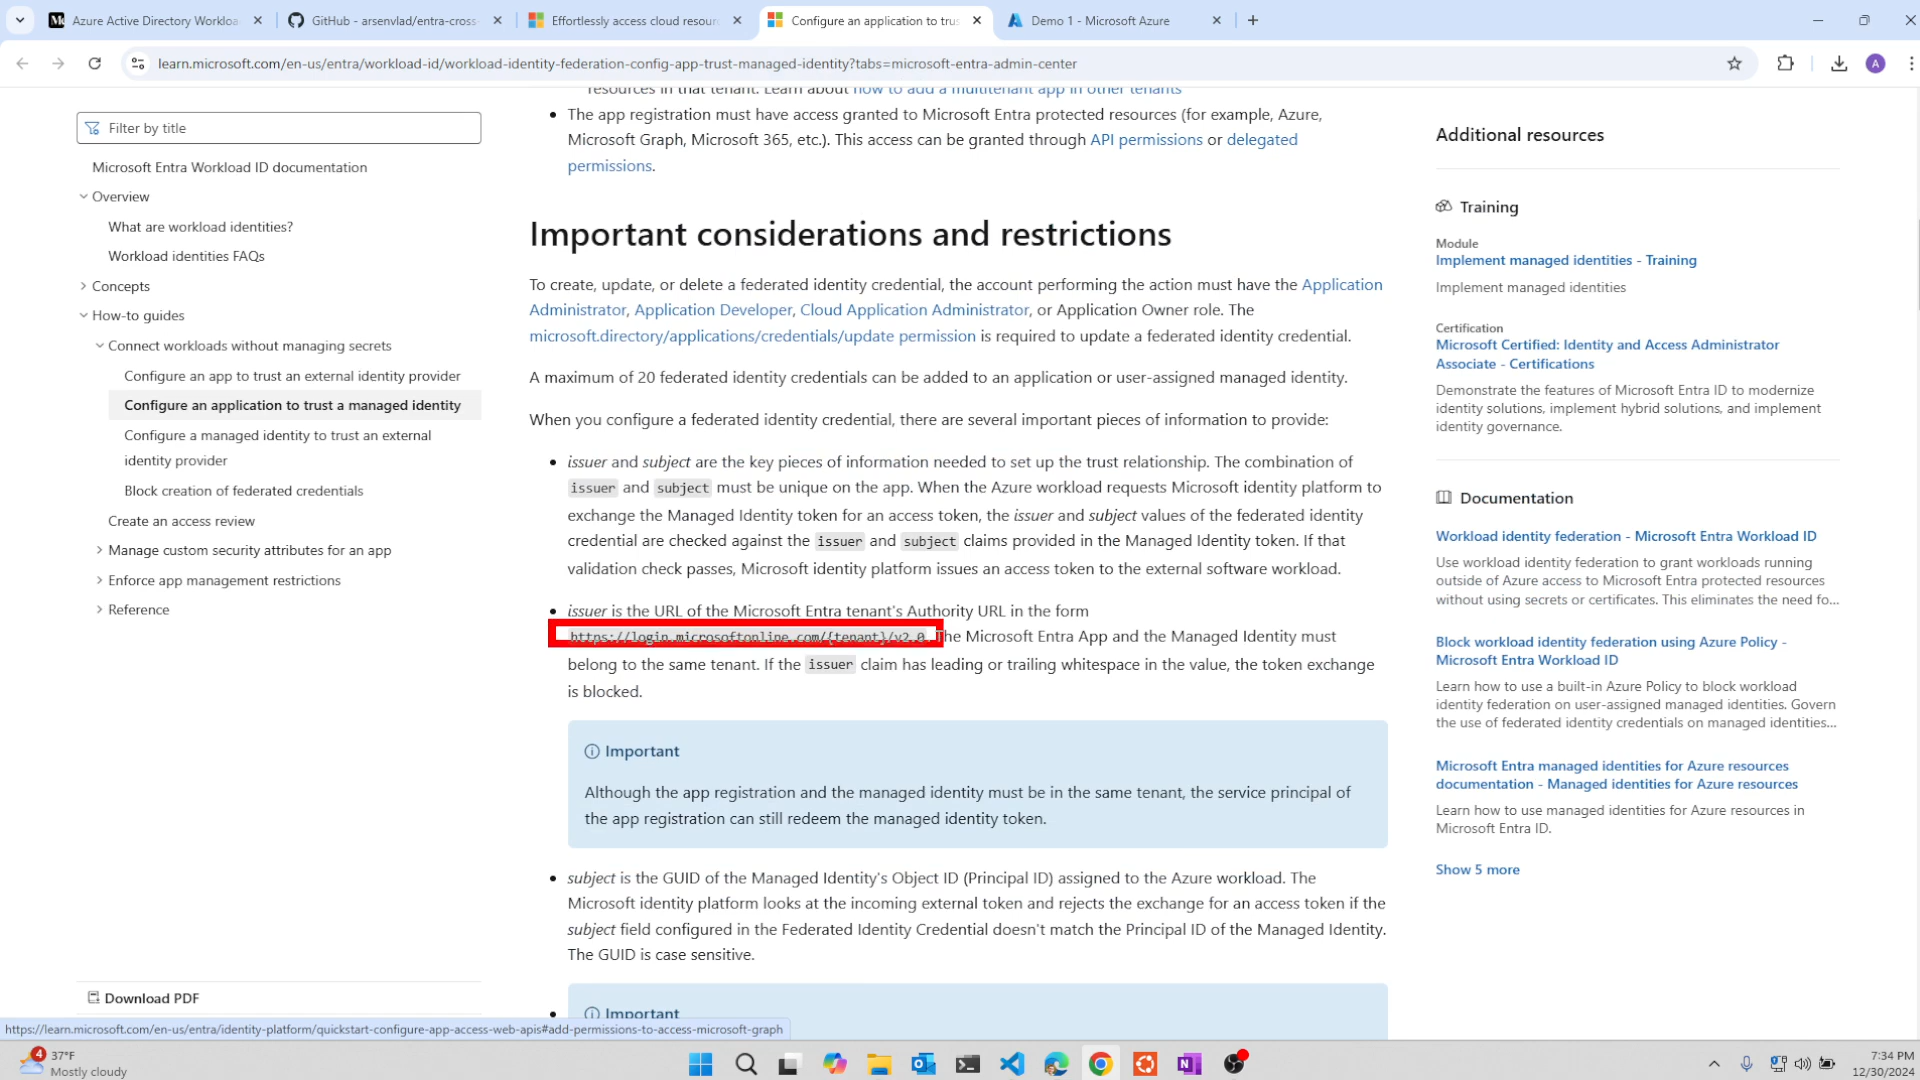 Azure Active Directory Workloa
GitHub - arsenvlad/entra-cross-
Effortlessly access cloud resour
Configure an application to trus
Demo 1 - Microsoft Azure
learn.microsoft.com/en-us/entra/workload-id/workload-identity-federation-config-app-trust-managed-identity?tabs=microsoft-entra-admin-center
A
Filter by title
Microsoft Entra Workload ID documentation
Overview
What are workload identities?
Workload identities FAQs
Concepts
How-to guides
Connect workloads without managing secrets
Configure an app to trust an external identity provider
Configure an application to trust a managed identity
Configure a managed identity to trust an external
identity provider
Block creation of federated credentials
Create an access review
Manage custom security attributes for an app
Enforce app management restrictions
Reference
Download PDF
resources in that tenant. Learn about how to add a multitenant app in other tenants
The app registration must have access granted to Microsoft Entra protected resources (for example, Azure,
Microsoft Graph, Microsoft 365, etc.). This access can be granted through API permissions or delegated
permissions.
Important considerations and restrictions
To create, update, or delete a federated identity credential, the account performing the action must have the Application
Administrator, Application Developer, Cloud Application Administrator, or Application Owner role. The
microsoft.directory/applications/credentials/update permission is required to update a federated identity credential.
A maximum of 20 federated identity credentials can be added to an application or user-assigned managed identity.
When you configure a federated identity credential, there are several important pieces of information to provide:
issuer and subject are the key pieces of information needed to set up the trust relationship. The combination of
issuer and subject must be unique on the app. When the Azure workload requests Microsoft identity platform to
exchange the Managed Identity token for an access token, the issuer and subject values of the federated identity
credential are checked against the issuer and subject claims provided in the Managed Identity token. If that
validation check passes, Microsoft identity platform issues an access token to the external software workload.
issuer is the URL of the Microsoft Entra tenant's Authority URL in the form
https://login.microsoftonline.com/{tenant}/v2.0. The Microsoft Entra App and the Managed Identity must
belong to the same tenant. If the issuer claim has leading or trailing whitespace in the value, the token exchange
is blocked.
Important
Although the app registration and the managed identity must be in the same tenant, the service principal of
the app registration can still redeem the managed identity token.
subject is the GUID of the Managed Identity's Object ID (Principal ID) assigned to the Azure workload. The
Microsoft identity platform looks at the incoming external token and rejects the exchange for an access token if the
subject field configured in the Federated Identity Credential doesn't match the Principal ID of the Managed Identity.
The GUID is case sensitive.
Important
Additional resources
Training
Module
Implement managed identities - Training
Implement managed identities
Certification
Microsoft Certified: Identity and Access Administrator
Associate - Certifications
Demonstrate the features of Microsoft Entra ID to modernize
identity solutions, implement hybrid solutions, and implement
identity governance.
Documentation
Workload identity federation - Microsoft Entra Workload ID
Use workload identity federation to grant workloads running
outside of Azure access to Microsoft Entra protected resources
without using secrets or certificates. This eliminates the need fo...
Block workload identity federation using Azure Policy -
Microsoft Entra Workload ID
Learn how to use a built-in Azure Policy to block workload
identity federation on user-assigned managed identities. Govern
the use of federated identity credentials on managed identities...
Microsoft Entra managed identities for Azure resources
documentation - Managed identities for Azure resources
Learn how to use managed identities for Azure resources in
Microsoft Entra ID.
Show 5 more
https://learn.microsoft.com/en-us/entra/identity-platform/quickstart-configure-app-access-web-apis#add-permissions-to-access-microsoft-graph
4
37°F
Mostly cloudy
7:34 PM
12/30/2024